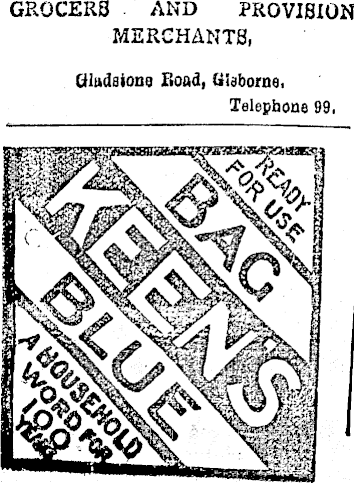 GROCERS AND PROVISION
MERCHANTS,
Gladstone Road, Gisborne.
Telephone 99.
READY
FOR USE
BAG
KEEN'S
BLUE
A HOUSEHOLD
WORD FOR
100
YEARS